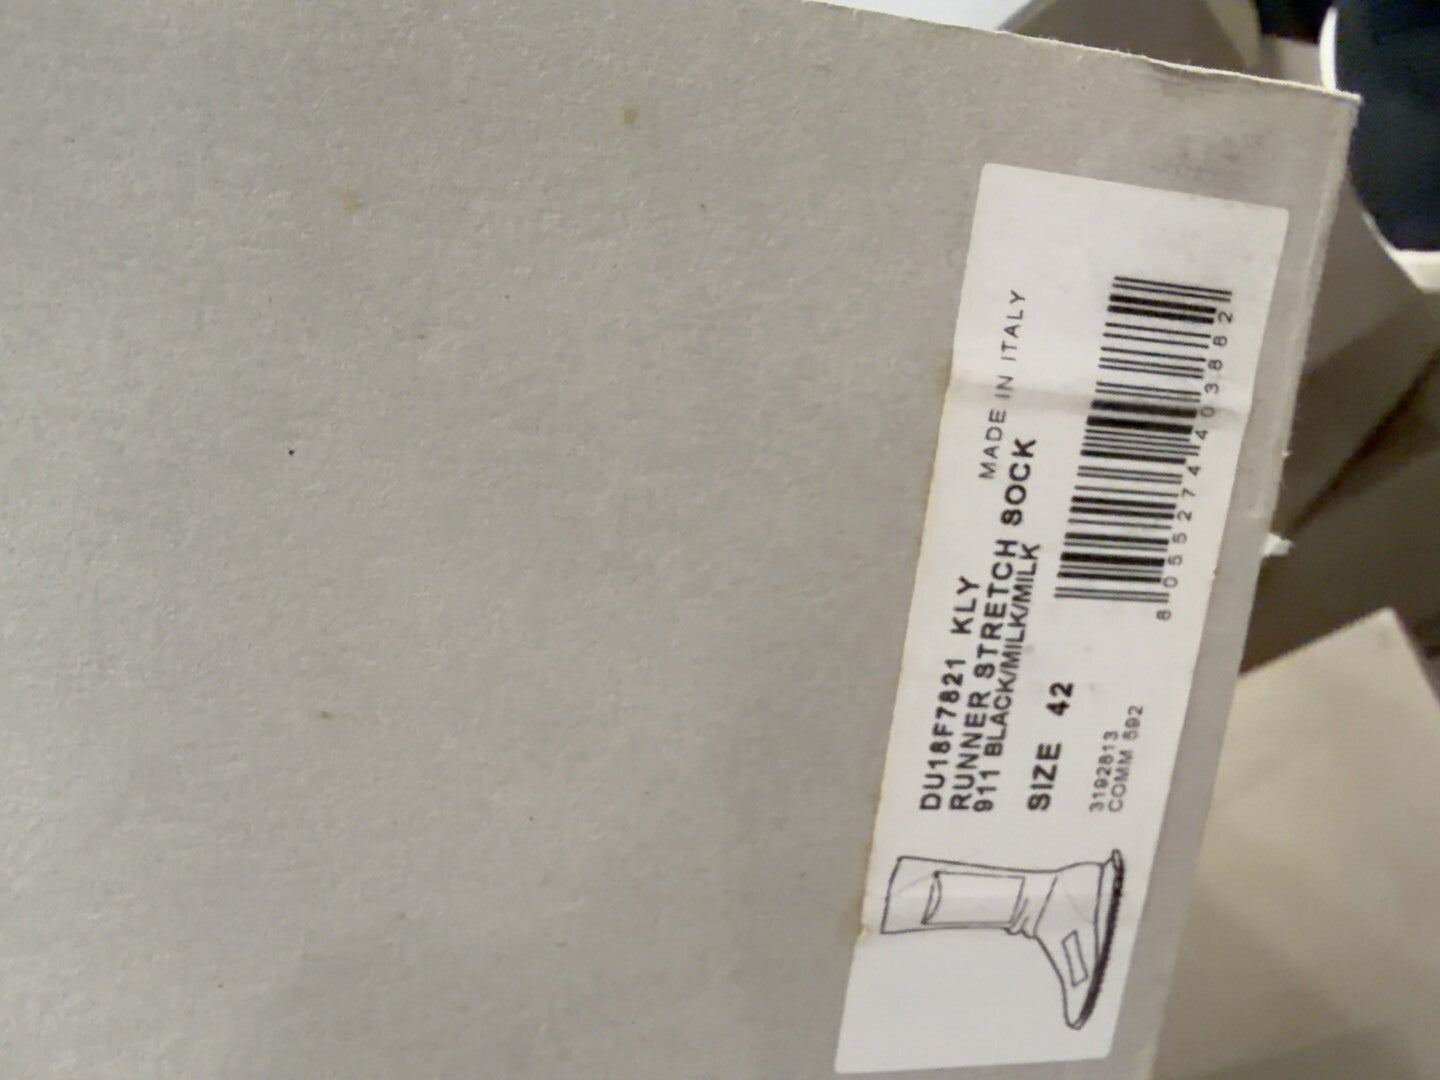 MADE IN ITALY
DU18F7821 KLY
RUNNER STRETCH SOCK
911 BLACK/MILK/MILK
SIZE 42
3192813
COMM 592
8 055274 403882